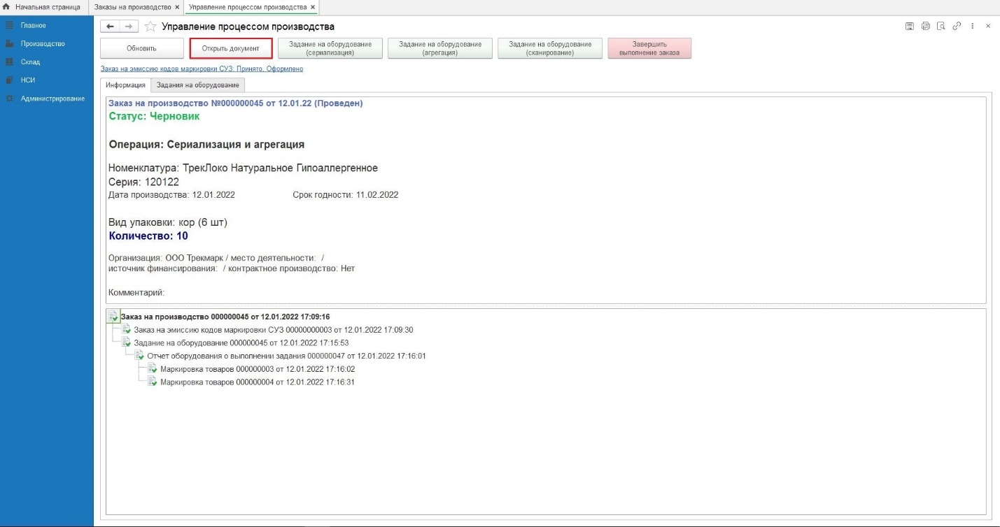 Начальная страница
Заказы на производство ×
Управление процессом производства ×
Главное
Производство
Склад
НСИ
Администрирование
Управление процессом производства
Обновить
Открыть документ
Задание на оборудование
(сериализация)
Задание на оборудование
(агрегация)
Задание на оборудование
(сканирование)
Завершить
выполнение заказа
Заказ на эмиссию кодов маркировки СУЗ: Принято. Оформлено
Информация
Задания на оборудование
Заказ на производство №000000045 от 12.01.22 (Проведен)
Статус: Черновик
Операция: Сериализация и агрегация
Номенклатура: ТрекЛоко Натуральное Гипоаллергенное
Серия: 120122
Дата производства: 12.01.2022 Срок годности: 11.02.2022
Вид упаковки: кор (6 шт)
Количество: 10
Организация: ООО Трекмарк / место деятельности: /
источник финансирования: / контрактное производство: Нет
Комментарий:
Заказ на производство 000000045 от 12.01.2022 17:09:16
Заказ на эмиссию кодов маркировки СУЗ 00000000003 от 12.01.2022 17:09:30
Задание на оборудование 000000045 от 12.01.2022 17:15:53
Отчет оборудования о выполнении задания 000000047 от 12.01.2022 17:16:01
Маркировка товаров 000000003 от 12.01.2022 17:16:02
Маркировка товаров 000000004 от 12.01.2022 17:16:31